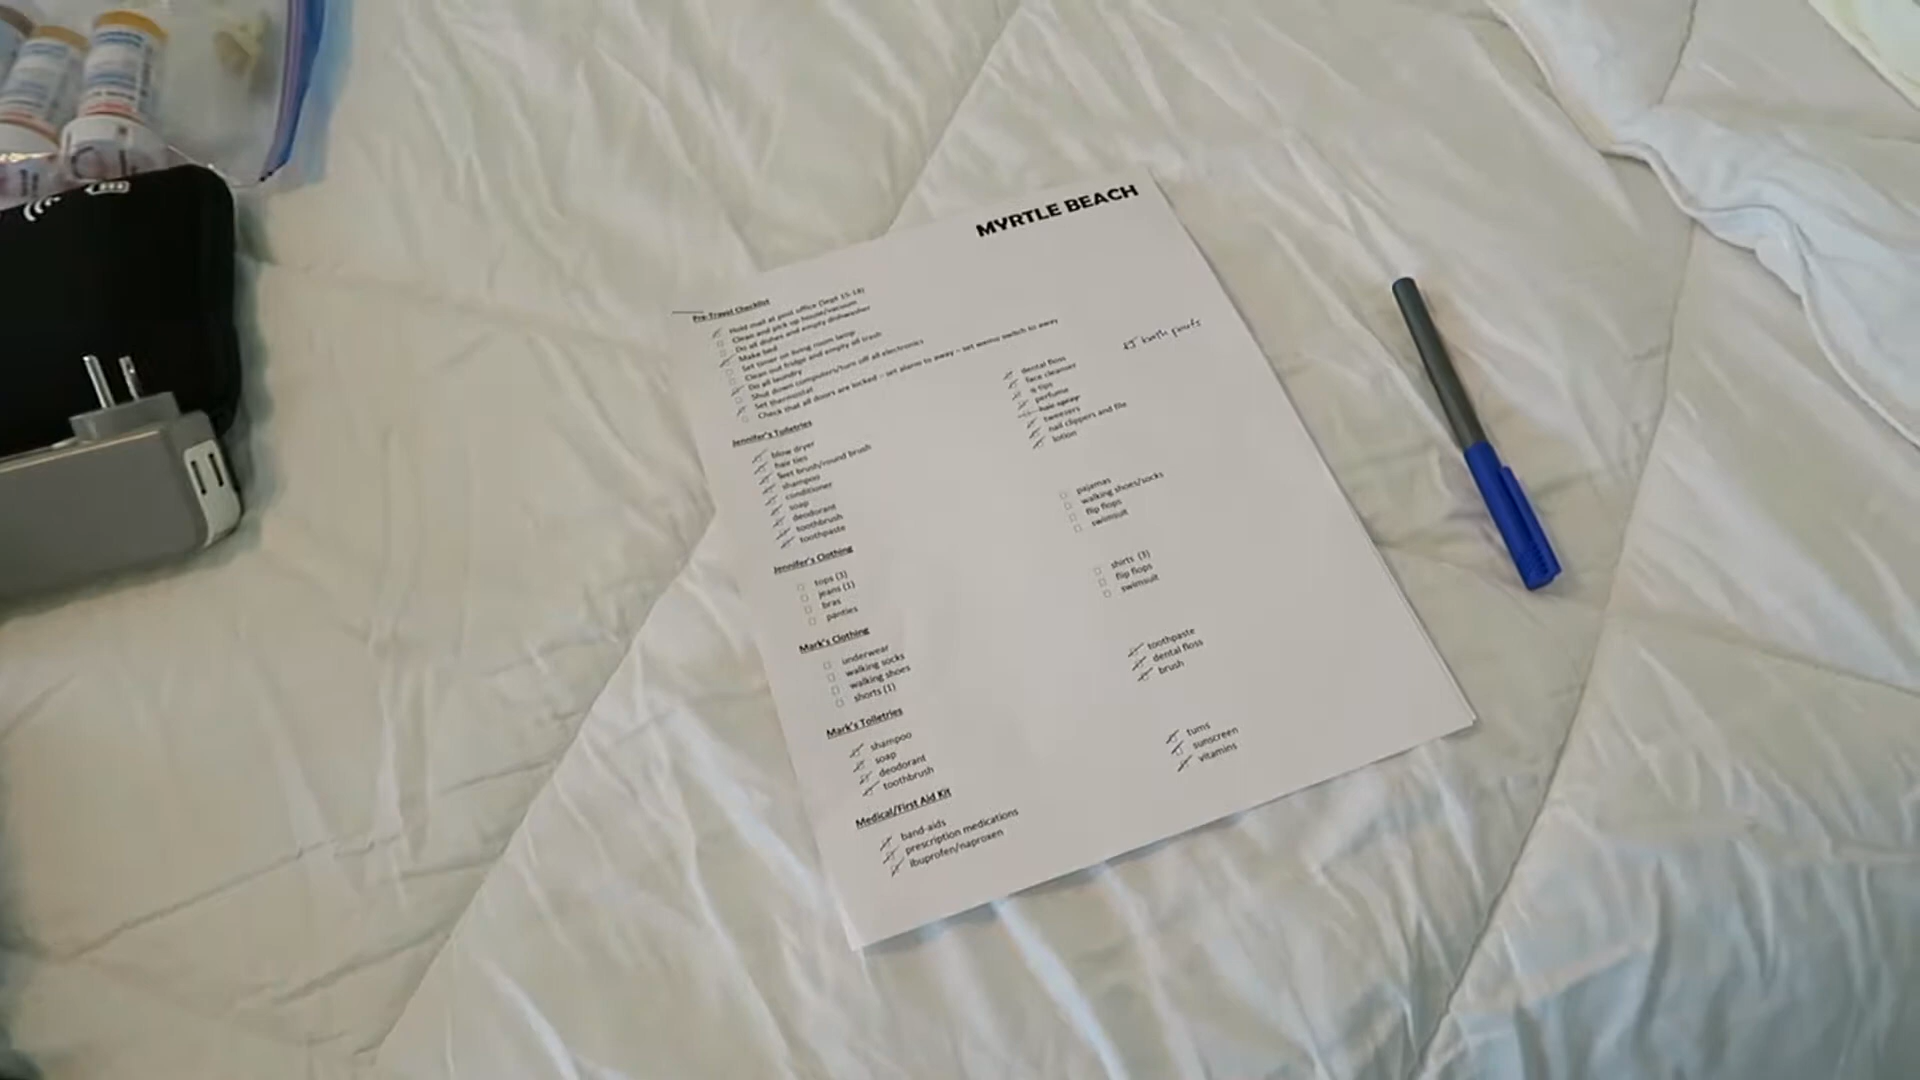 MYRTLE BEACH
Pre-Travel Checklist
Hold mail at post office (Sept 15-18)
Clean and pick up house/vacuum
Do all dishes and empty dishwasher
Make bed
Set timer on living room lamp
Clean out fridge and empty all trash
Do all laundry
Shut down computers/turn off all electronics
Set thermostat
Check that all doors are locked – set alarm to away – set wemo switch to away
Jennifer's Toiletries
blow dryer
hair ties
feet brush/round brush
shampoo
conditioner
soap
deodorant
toothbrush
toothpaste
dental floss
face cleanser
q tips
perfume
hair spray
tweezers
nail clippers and file
lotion
Jennifer's Clothing
tops (3)
jeans (1)
bras
panties
pajamas
walking shoes/socks
flip flops
swimsuit
Mark's Clothing
underwear
walking socks
walking shoes
shorts (1)
shirts (3)
flip flops
swimsuit
Mark's Toiletries
shampoo
soap
deodorant
toothbrush
toothpaste
dental floss
brush
Medical/First Aid Kit
band-aids
prescription medications
ibuprofen/naproxen
tums
sunscreen
vitamins